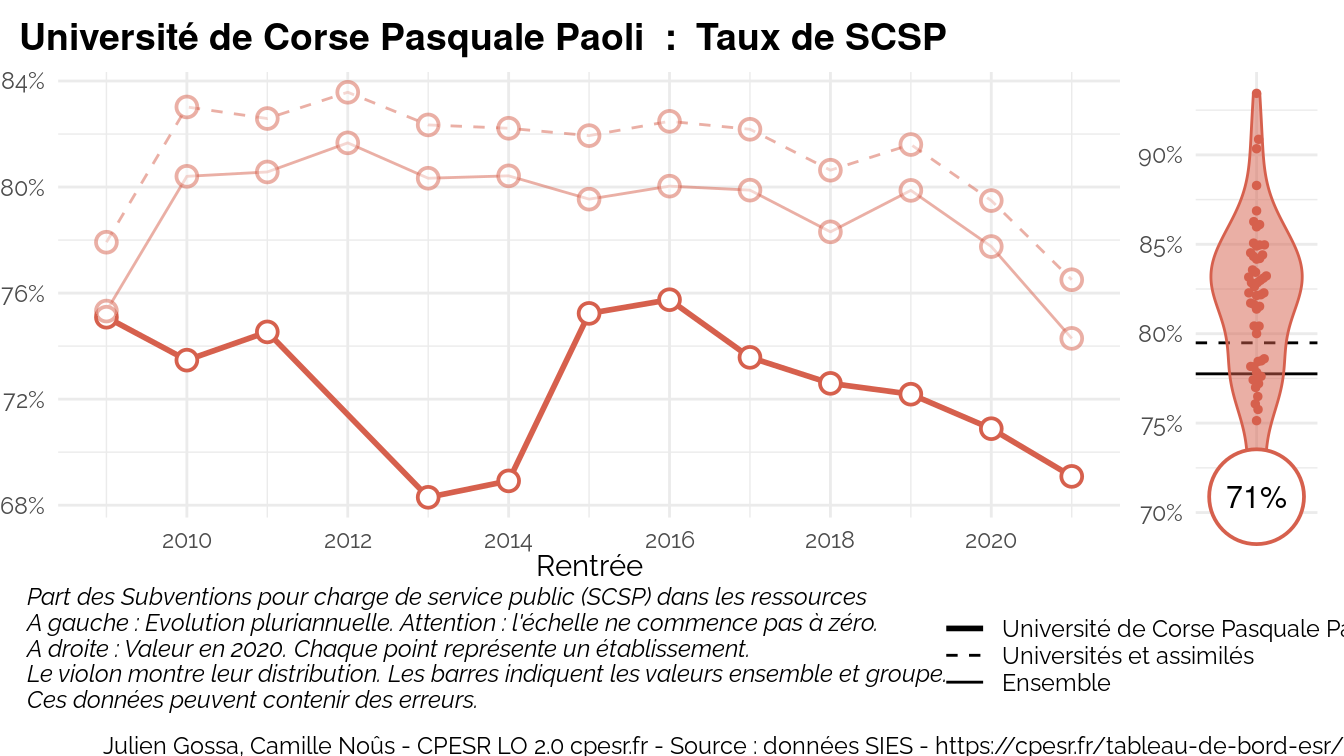 Université de Corse Pasquale Paoli : Taux de SCSP
84%
80%
76%
72%
68%
2010 2012 2014 2016 2018 2020
Rentrée
90%
85%
80%
75%
70%
71%
Part des Subventions pour charge de service public (SCSP) dans les ressources
A gauche : Evolution pluriannuelle. Attention : l'échelle ne commence pas à zéro.
A droite : Valeur en 2020. Chaque point représente un établissement.
Le violon montre leur distribution. Les barres indiquent les valeurs ensemble et groupe.
Ces données peuvent contenir des erreurs.
Université de Corse Pasquale Pa
Universités et assimilés
Ensemble
Julien Gossa, Camille Noûs - CPESR LO 2.0 cpesr.fr - Source : données SIES - https://cpesr.fr/tableau-de-bord-esr/